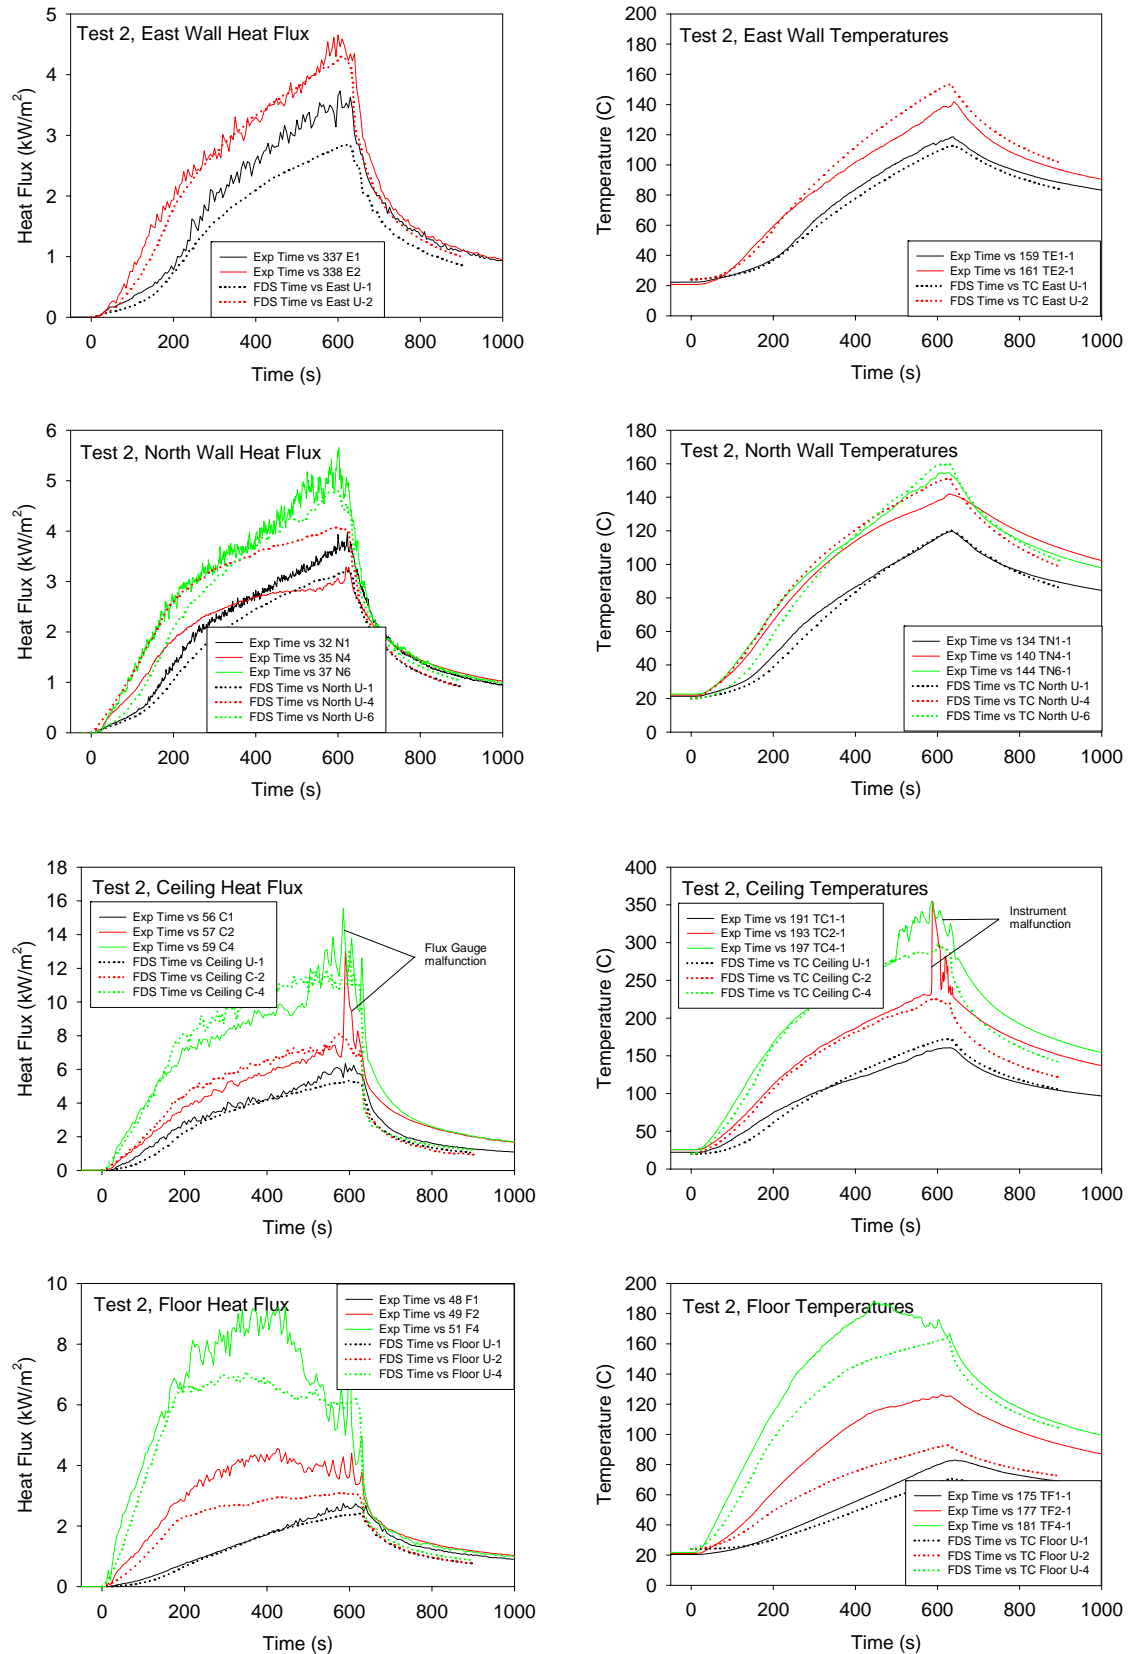 Test 2, East Wall Heat Flux
Heat Flux (kW/m²)
5
4
3
2
1
0
Exp Time vs 337 E1
Exp Time vs 338 E2
FDS Time vs East U-1
FDS Time vs East U-2
0 200 400 600 800 1000
Time (s)
Test 2, East Wall Temperatures
Temperature (C)
200
180
160
140
120
100
80
60
40
20
0
Exp Time vs 159 TE1-1
Exp Time vs 161 TE2-1
FDS Time vs TC East U-1
FDS Time vs TC East U-2
0 200 400 600 800 1000
Time (s)
Test 2, North Wall Heat Flux
Heat Flux (kW/m²)
6
5
4
3
2
1
0
Exp Time vs 32 N1
Exp Time vs 35 N4
Exp Time vs 37 N6
FDS Time vs North U-1
FDS Time vs North U-4
FDS Time vs North U-6
0 200 400 600 800 1000
Time (s)
Test 2, North Wall Temperatures
Temperature (C)
180
160
140
120
100
80
60
40
20
0
Exp Time vs 134 TN1-1
Exp Time vs 140 TN4-1
Exp Time vs 144 TN6-1
FDS Time vs TC North U-1
FDS Time vs TC North U-4
FDS Time vs TC North U-6
0 200 400 600 800 1000
Time (s)
Test 2, Ceiling Heat Flux
Heat Flux (kW/m²)
18
16
14
12
10
8
6
4
2
0
Exp Time vs 56 C1
Exp Time vs 57 C2
Exp Time vs 59 C4
FDS Time vs Ceiling U-1
FDS Time vs Ceiling C-2
FDS Time vs Ceiling C-4
Flux Gauge
malfunction
0 200 400 600 800 1000
Time (s)
Test 2, Ceiling Temperatures
Temperature (C)
400
350
300
250
200
150
100
50
0
Exp Time vs 191 TC1-1
Exp Time vs 193 TC2-1
Exp Time vs 197 TC4-1
FDS Time vs TC Ceiling U-1
FDS Time vs TC Ceiling C-2
FDS Time vs TC Ceiling C-4
Instrument
malfunction
0 200 400 600 800 1000
Time (s)
Test 2, Floor Heat Flux
Heat Flux (kW/m²)
10
8
6
4
2
0
Exp Time vs 48 F1
Exp Time vs 49 F2
Exp Time vs 51 F4
FDS Time vs Floor U-1
FDS Time vs Floor U-2
FDS Time vs Floor U-4
0 200 400 600 800 1000
Time (s)
Test 2, Floor Temperatures
Temperature (C)
200
180
160
140
120
100
80
60
40
20
0
Exp Time vs 175 TF1-1
Exp Time vs 177 TF2-1
Exp Time vs 181 TF4-1
FDS Time vs TC Floor U-1
FDS Time vs TC Floor U-2
FDS Time vs TC Floor U-4
0 200 400 600 800 1000
Time (s)